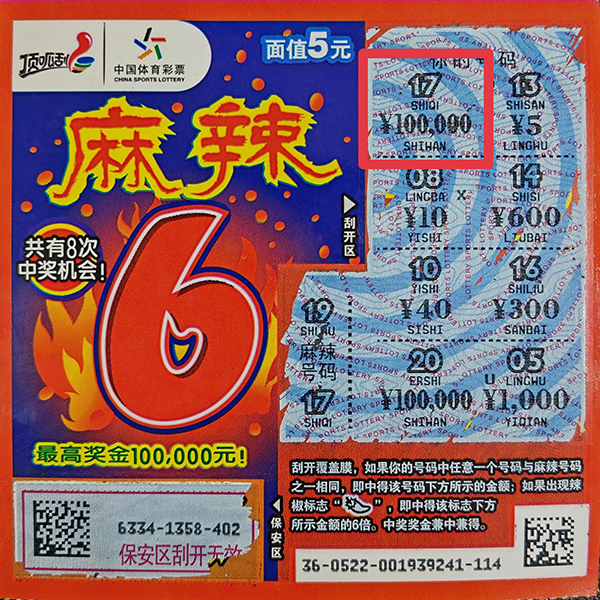 顶呱刮
中国体育彩票
CHINA SPORTS LOTTERY
面值5元
麻辣
6
共有8次
中奖机会!
刮开区
最高奖金100,000元!
你的号码
17 13
SHIQI SHISAN
¥100,000 ¥5
SHIWAN LINGWU
08 14
LINGBA X SHISI
¥10 ¥600
YISHI LIUBAI
10 16
YISHI SHILIU
¥40 ¥300
SISHI SANBAI
20 05
ERSHI U LINGWU
¥100,000 ¥1,000
SHIWAN YIQIAN
19
SHIJIU
麻辣
号码
17
SHIQI
刮开覆盖膜,如果你的号码中任意一个号码与麻辣号码
之一相同,即中得该号码下方所示的金额;如果出现辣
椒标志“ ”,即中得该标志下方
所示金额的6倍。中奖奖金兼中兼得。
保安区
6334-1358-402
保安区刮开无效
36-0522-001939241-114